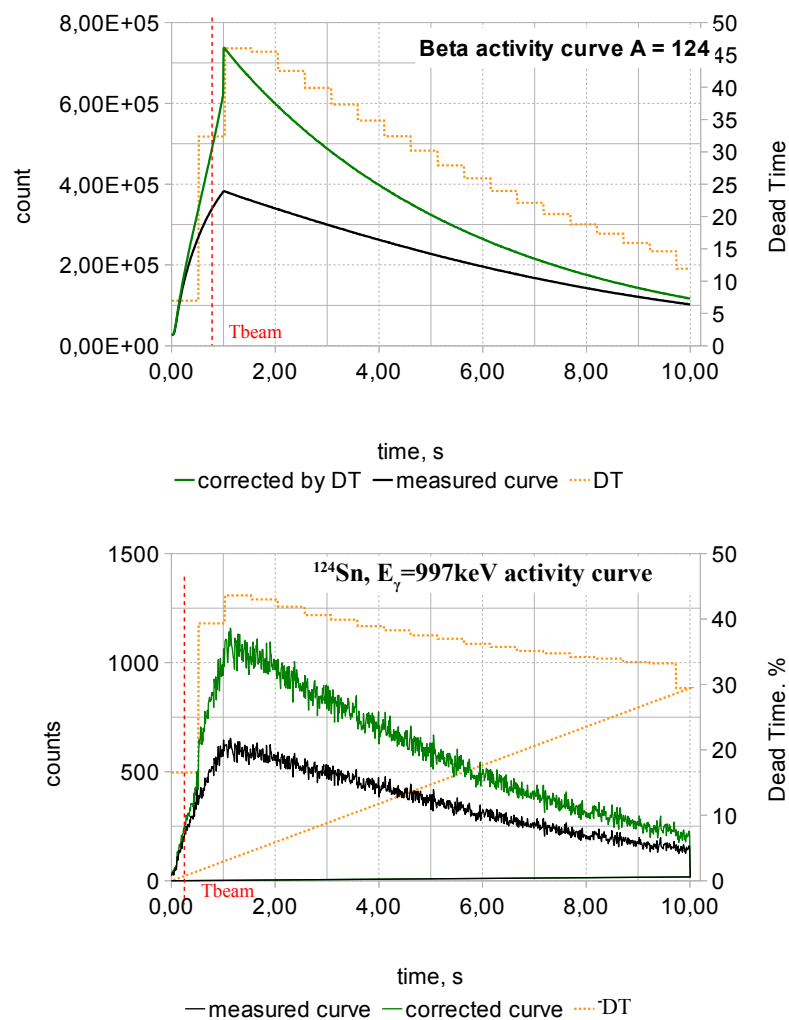 Beta activity curve A = 124
8,00E+05
6,00E+05
4,00E+05
2,00E+05
0,00E+00
count
50
45
40
35
30
25
20
15
10
5
0
Dead Time
Tbeam
0,00 2,00 4,00 6,00 8,00 10,00
time, s
corrected by DT measured curve DT
¹²⁴Sn, Eᵧ=997keV activity curve
1500
1000
500
0
counts
50
40
30
20
10
0
Dead Time. %
Tbeam
0,00 2,00 4,00 6,00 8,00 10,00
time, s
measured curve corrected curve ⁻DT